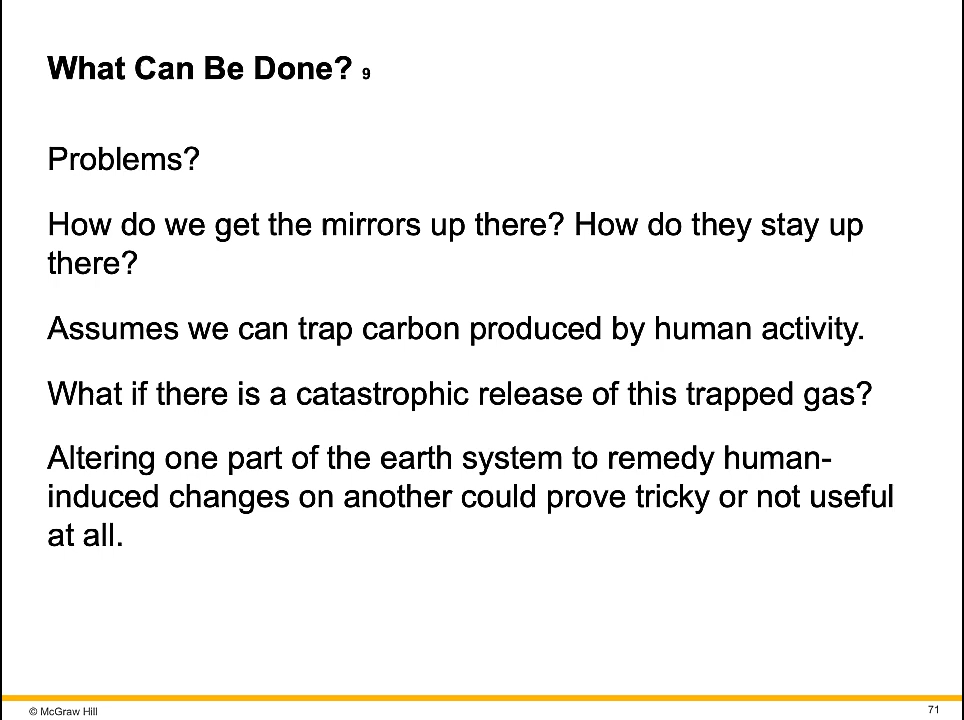 What Can Be Done? 9
Problems?
How do we get the mirrors up there? How do they stay up
there?
Assumes we can trap carbon produced by human activity.
What if there is a catastrophic release of this trapped gas?
Altering one part of the earth system to remedy human-
induced changes on another could prove tricky or not useful
at all.
© McGraw Hill
71